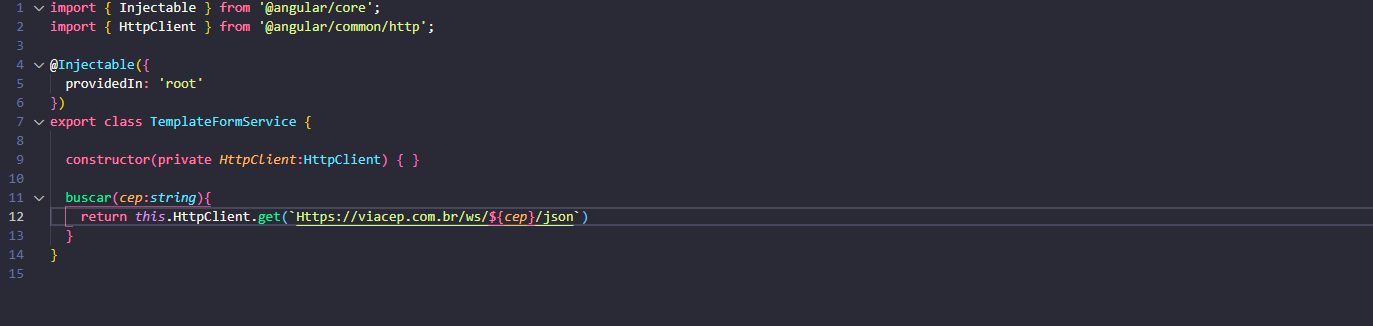 1 import { Injectable } from '@angular/core';
2 import { HttpClient } from '@angular/common/http';
3
4 @Injectable({
5   providedIn: 'root'
6 })
7 export class TemplateFormService {
8
9   constructor(private HttpClient:HttpClient) { }
10
11   buscar(cep:string){
12     return this.HttpClient.get(`Https://viacep.com.br/ws/${cep}/json`)
13   }
14 }
15